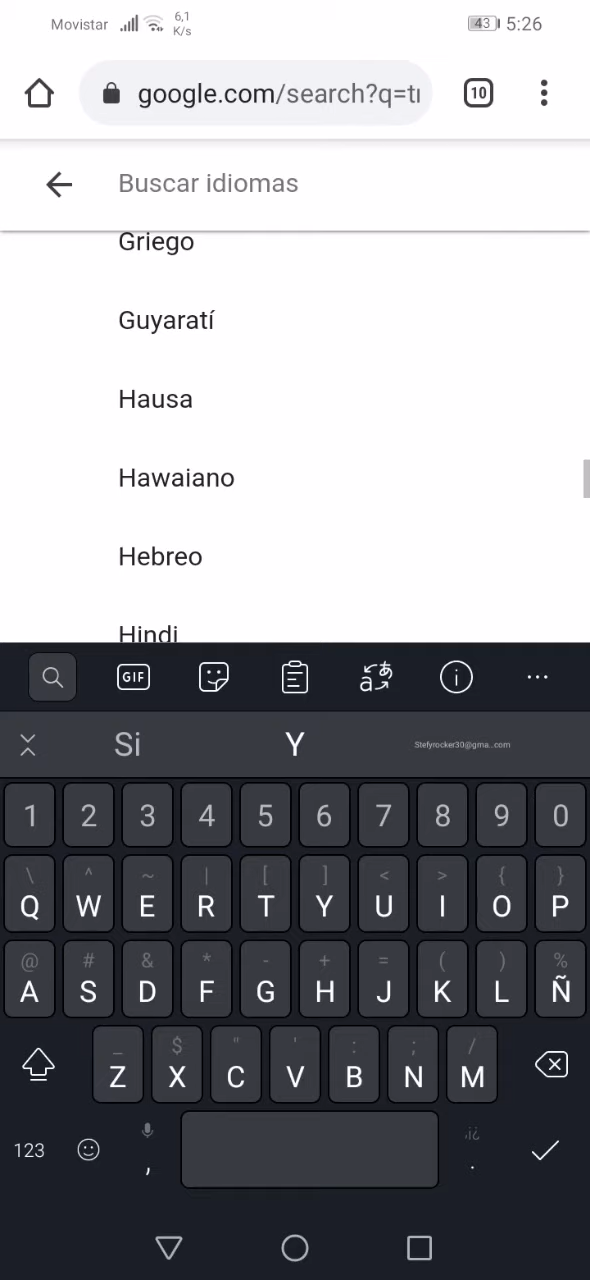 Movistar 6,1 K/s 43 5:26
google.com/search?q=tr 10
Buscar idiomas
Griego
Guyaratí
Hausa
Hawaiano
Hebreo
Hindi
GIF
Si Y Stefyrocker30@gma..com
1 2 3 4 5 6 7 8 9 0
\ ^ ~ | [ ] < > { }
Q W E R T Y U I O P
@ # & * - + = ( ) %
A S D F G H J K L Ñ
_ $ " ' : ; /
Z X C V B N M
,¡¿
123 , .